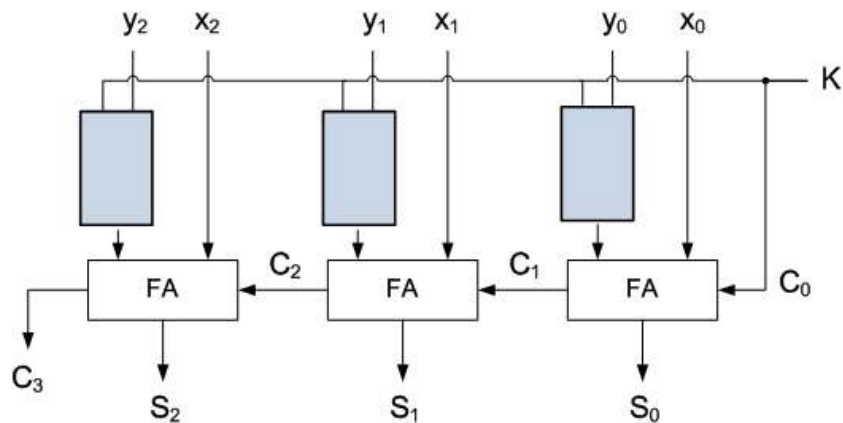 y₂ x₂ y₁ x₁ y₀ x₀
K
C₂ C₁ C₀
FA FA FA
C₃
S₂ S₁ S₀